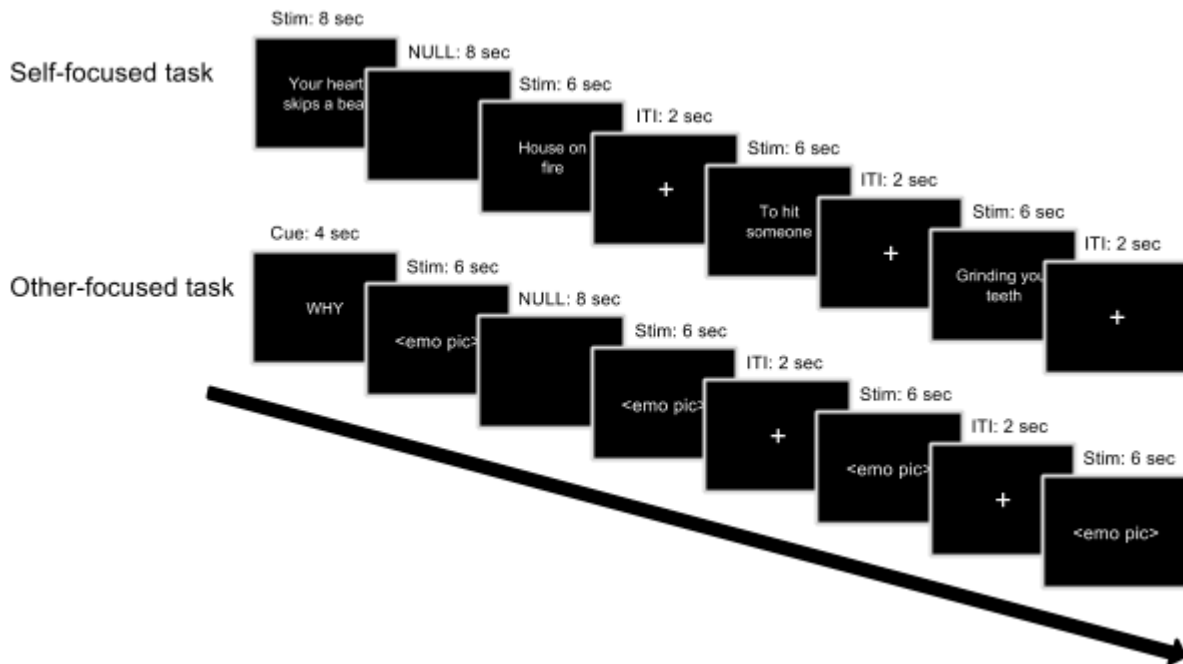 Stim: 8 sec
Self-focused task
Your heart
skips a bea
NULL: 8 sec
Stim: 6 sec
House on
fire
ITI: 2 sec
+
Stim: 6 sec
To hit
someone
ITI: 2 sec
+
Stim: 6 sec
Grinding you
teeth
ITI: 2 sec
+
Cue: 4 sec
Other-focused task
WHY
Stim: 6 sec
<emo pic>
NULL: 8 sec
Stim: 6 sec
<emo pic>
ITI: 2 sec
+
Stim: 6 sec
<emo pic>
ITI: 2 sec
+
Stim: 6 sec
<emo pic>